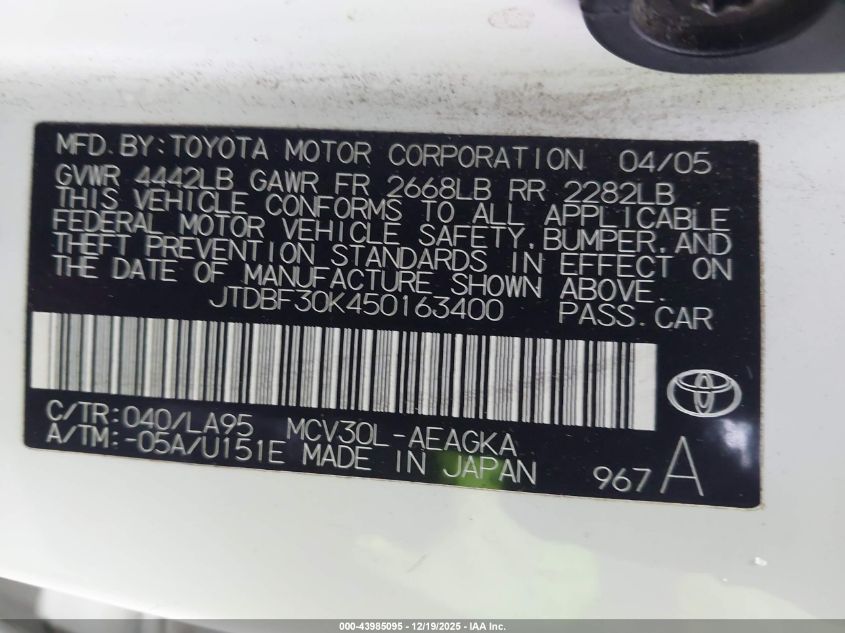 MFD. BY: TOYOTA MOTOR CORPORATION 04/05
GVWR 4442LB GAWR FR 2668LB RR 2282LB
THIS VEHICLE CONFORMS TO ALL APPLICABLE
FEDERAL MOTOR VEHICLE SAFETY, BUMPER, AND
THEFT PREVENTION STANDARDS IN EFFECT ON
THE DATE OF MANUFACTURE SHOWN ABOVE.
JTDBF30K450163400 PASS. CAR
C/TR: 040/LA95 MCV30L-AEAGKA
A/TM: -05A/U151E MADE IN JAPAN 967 A
000-43985095 - 12/19/2025 - IAA Inc.